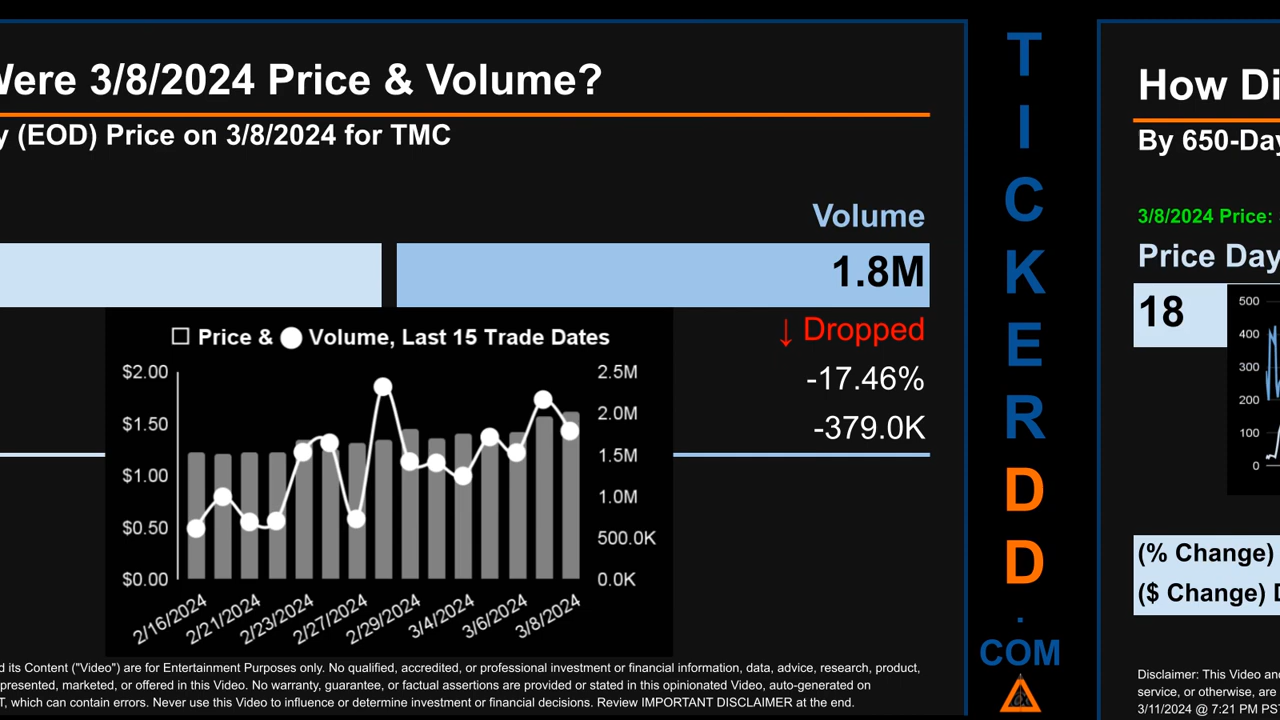 Were 3/8/2024 Price & Volume?
(EOD) Price on 3/8/2024 for TMC
Volume
1.8M
↓ Dropped
-17.46%
-379.0K
Price & Volume, Last 15 Trade Dates
$2.00
$1.50
$1.00
$0.50
$0.00
2.5M
2.0M
1.5M
1.0M
500.0K
0.0K
2/16/2024
2/21/2024
2/23/2024
2/27/2024
2/29/2024
3/4/2024
3/6/2024
3/8/2024
its Content ("Video") are for Entertainment Purposes only. No qualified, accredited, or professional investment or financial information, data, advice, research, product,
presented, marketed, or offered in this Video. No warranty, guarantee, or factual assertions are provided or stated in this opinionated Video, auto-generated on
which can contain errors. Never use this Video to influence or determine investment or financial decisions. Review IMPORTANT DISCLAIMER at the end.
T
I
C
K
E
R
D
D
.
COM
How Di
By 650-Day
3/8/2024 Price:
Price Day
18
500
400
300
200
100
0
(% Change)
($ Change) D
Disclaimer: This Video and
service, or otherwise, are
3/11/2024 @ 7:21 PM PST